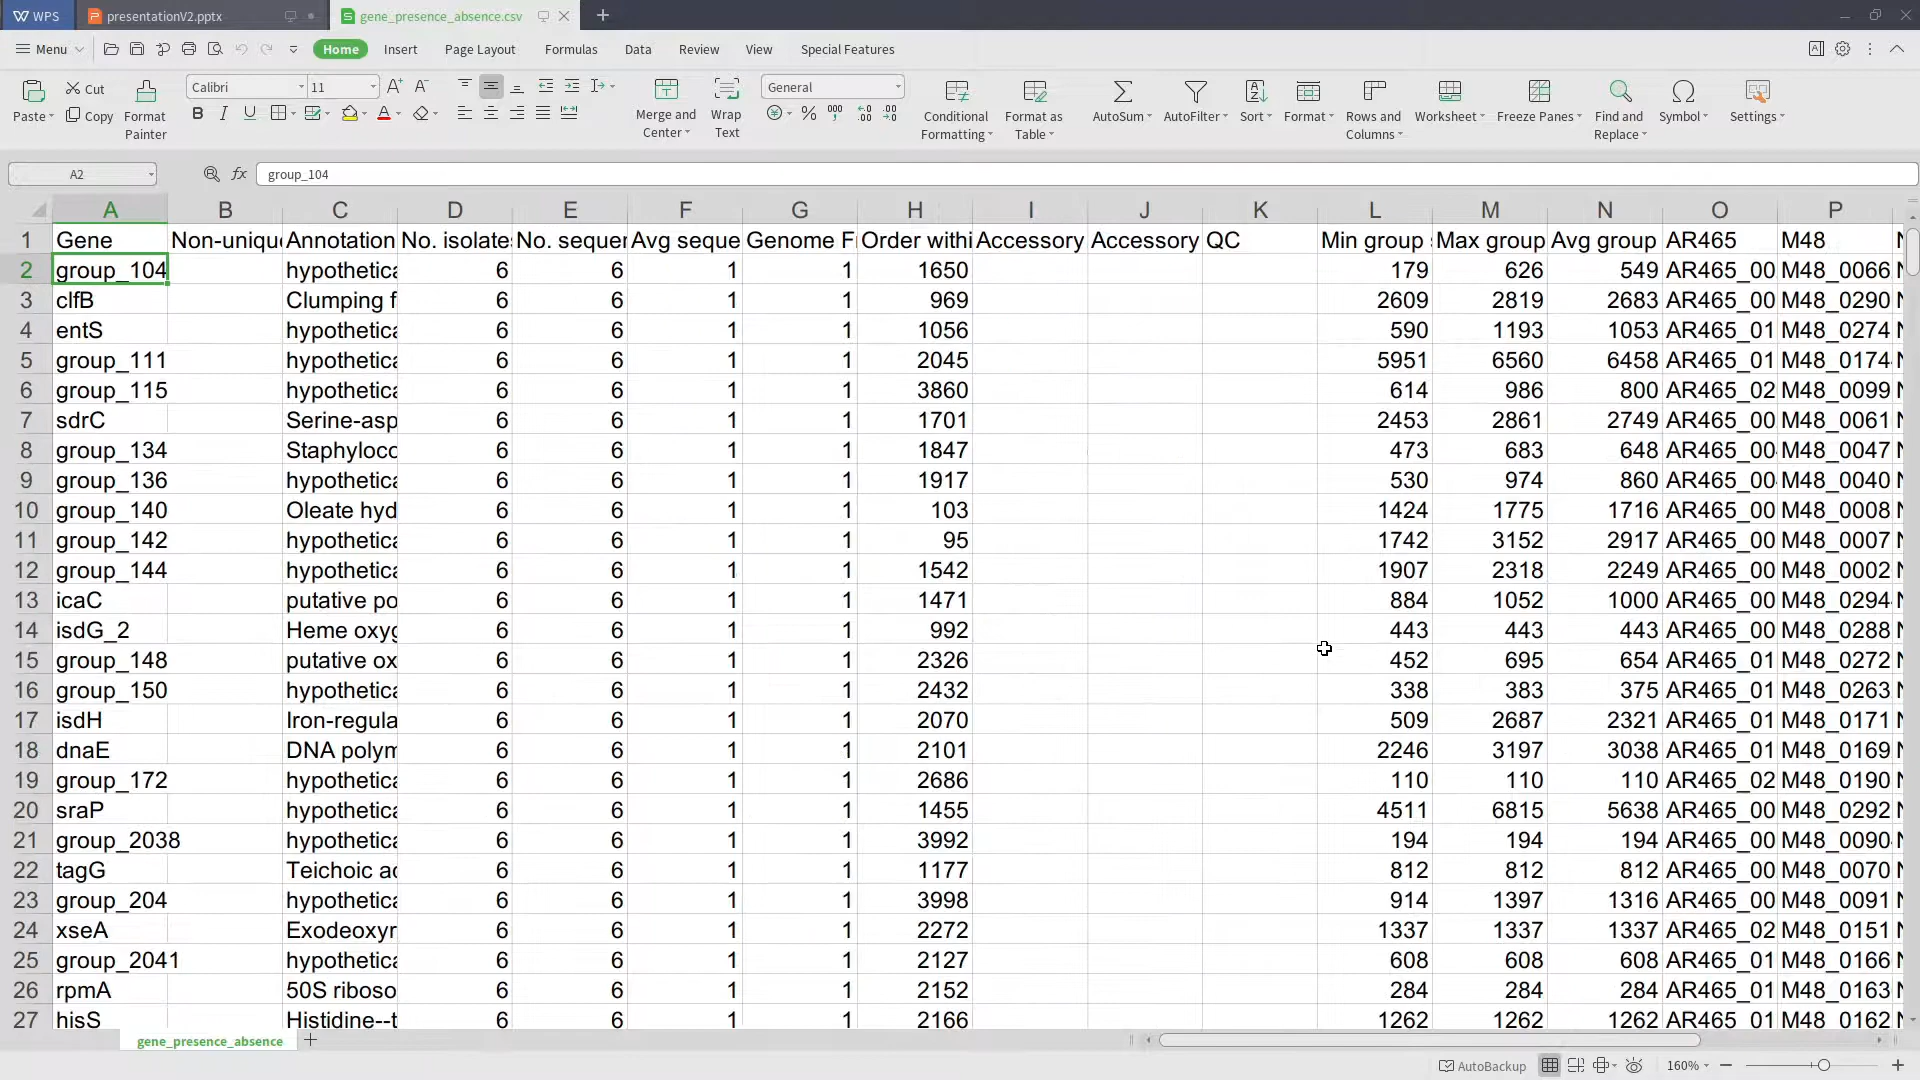 WPS presentationV2.pptx gene_presence_absence.csv
Menu Home Insert Page Layout Formulas Data Review View Special Features
Paste Cut Copy Format Painter Calibri 11 Merge and Center Wrap Text General Conditional Formatting Format as Table AutoSum AutoFilter Sort Format Rows and Columns Worksheet Freeze Panes Find and Replace Symbol Settings
A2 fx group_104
A B C D E F G H I J K L M N O P
1 Gene Non-unique Annotation No. isolates No. sequen Avg seque Genome Fr Order withi Accessory Accessory QC Min group s Max group Avg group AR465 M48
2 group_104 hypothetica 6 6 1 1 1650 179 626 549 AR465_00 M48_0066
3 clfB Clumping f 6 6 1 1 969 2609 2819 2683 AR465_00 M48_0290
4 entS hypothetica 6 6 1 1 1056 590 1193 1053 AR465_01 M48_0274
5 group_111 hypothetica 6 6 1 1 2045 5951 6560 6458 AR465_01 M48_0174
6 group_115 hypothetica 6 6 1 1 3860 614 986 800 AR465_02 M48_0099
7 sdrC Serine-asp 6 6 1 1 1701 2453 2861 2749 AR465_00 M48_0061
8 group_134 Staphyloco 6 6 1 1 1847 473 683 648 AR465_00 M48_0047
9 group_136 hypothetica 6 6 1 1 1917 530 974 860 AR465_00 M48_0040
10 group_140 Oleate hyd 6 6 1 1 103 1424 1775 1716 AR465_00 M48_0008
11 group_142 hypothetica 6 6 1 1 95 1742 3152 2917 AR465_00 M48_0007
12 group_144 hypothetica 6 6 1 1 1542 1907 2318 2249 AR465_00 M48_0002
13 icaC putative po 6 6 1 1 1471 884 1052 1000 AR465_00 M48_0294
14 isdG_2 Heme oxyg 6 6 1 1 992 443 443 443 AR465_00 M48_0288
15 group_148 putative ox 6 6 1 1 2326 452 695 654 AR465_01 M48_0272
16 group_150 hypothetica 6 6 1 1 2432 338 383 375 AR465_01 M48_0263
17 isdH Iron-regula 6 6 1 1 2070 509 2687 2321 AR465_01 M48_0171
18 dnaE DNA polym 6 6 1 1 2101 2246 3197 3038 AR465_01 M48_0169
19 group_172 hypothetica 6 6 1 1 2686 110 110 110 AR465_02 M48_0190
20 sraP hypothetica 6 6 1 1 1455 4511 6815 5638 AR465_00 M48_0292
21 group_2038 hypothetica 6 6 1 1 3992 194 194 194 AR465_00 M48_0090
22 tagG Teichoic ac 6 6 1 1 1177 812 812 812 AR465_00 M48_0070
23 group_204 hypothetica 6 6 1 1 3998 914 1397 1316 AR465_00 M48_0091
24 xseA Exodeoxyr 6 6 1 1 2272 1337 1337 1337 AR465_02 M48_0151
25 group_2041 hypothetica 6 6 1 1 2127 608 608 608 AR465_01 M48_0166
26 rpmA 50S riboso 6 6 1 1 2152 284 284 284 AR465_01 M48_0163
27 hisS Histidine--t 6 6 1 1 2166 1262 1262 1262 AR465_01 M48_0162
gene_presence_absence
AutoBackup 160%